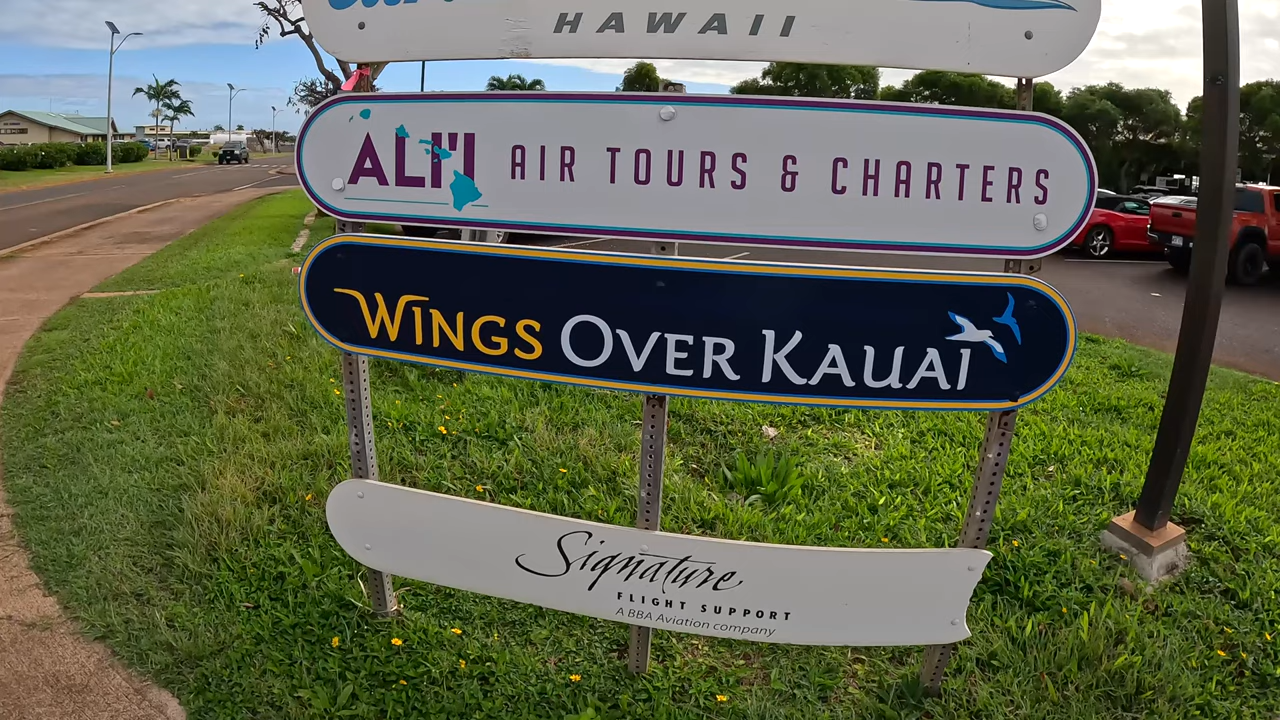 HAWAII
ALI'I AIR TOURS & CHARTERS
WINGS OVER KAUAI
Signature
FLIGHT SUPPORT
A BBA Aviation company